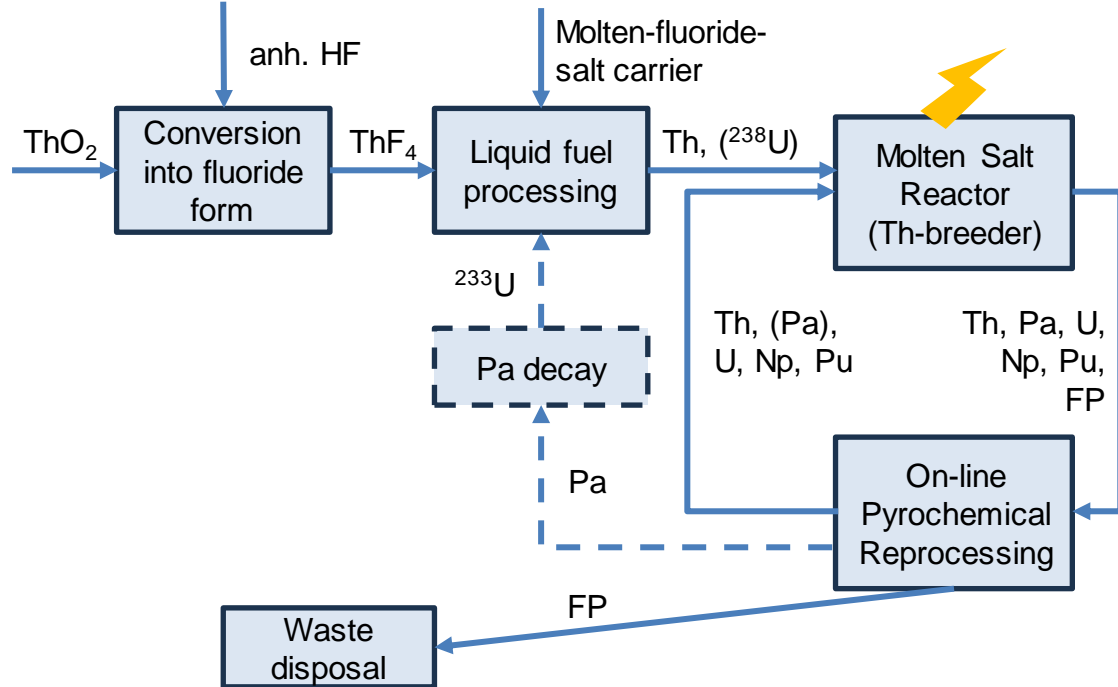 anh. HF
Molten-fluoride-
salt carrier
ThO₂
Conversion
into fluoride
form
ThF₄
Liquid fuel
processing
Th, (²³⁸U)
Molten Salt
Reactor
(Th-breeder)
²³³U
Pa decay
Th, (Pa),
U, Np, Pu
Th, Pa, U,
Np, Pu,
FP
Pa
On-line
Pyrochemical
Reprocessing
FP
Waste
disposal